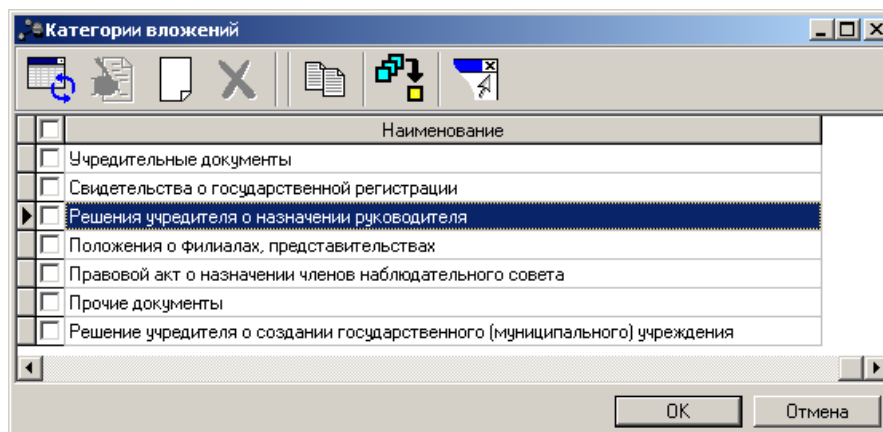 Категории вложений
Наименование
Учредительные документы
Свидетельства о государственной регистрации
Решения учредителя о назначении руководителя
Положения о филиалах, представительствах
Правовой акт о назначении членов наблюдательного совета
Прочие документы
Решение учредителя о создании государственного (муниципального) учреждения
OK
Отмена